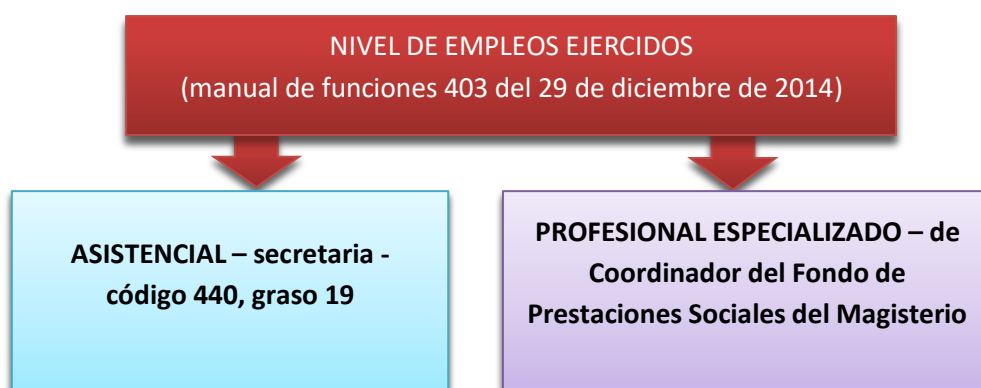 NIVEL DE EMPLEOS EJERCIDOS
(manual de funciones 403 del 29 de diciembre de 2014)
ASISTENCIAL – secretaria -
código 440, graso 19
PROFESIONAL ESPECIALIZADO – de
Coordinador del Fondo de
Prestaciones Sociales del Magisterio